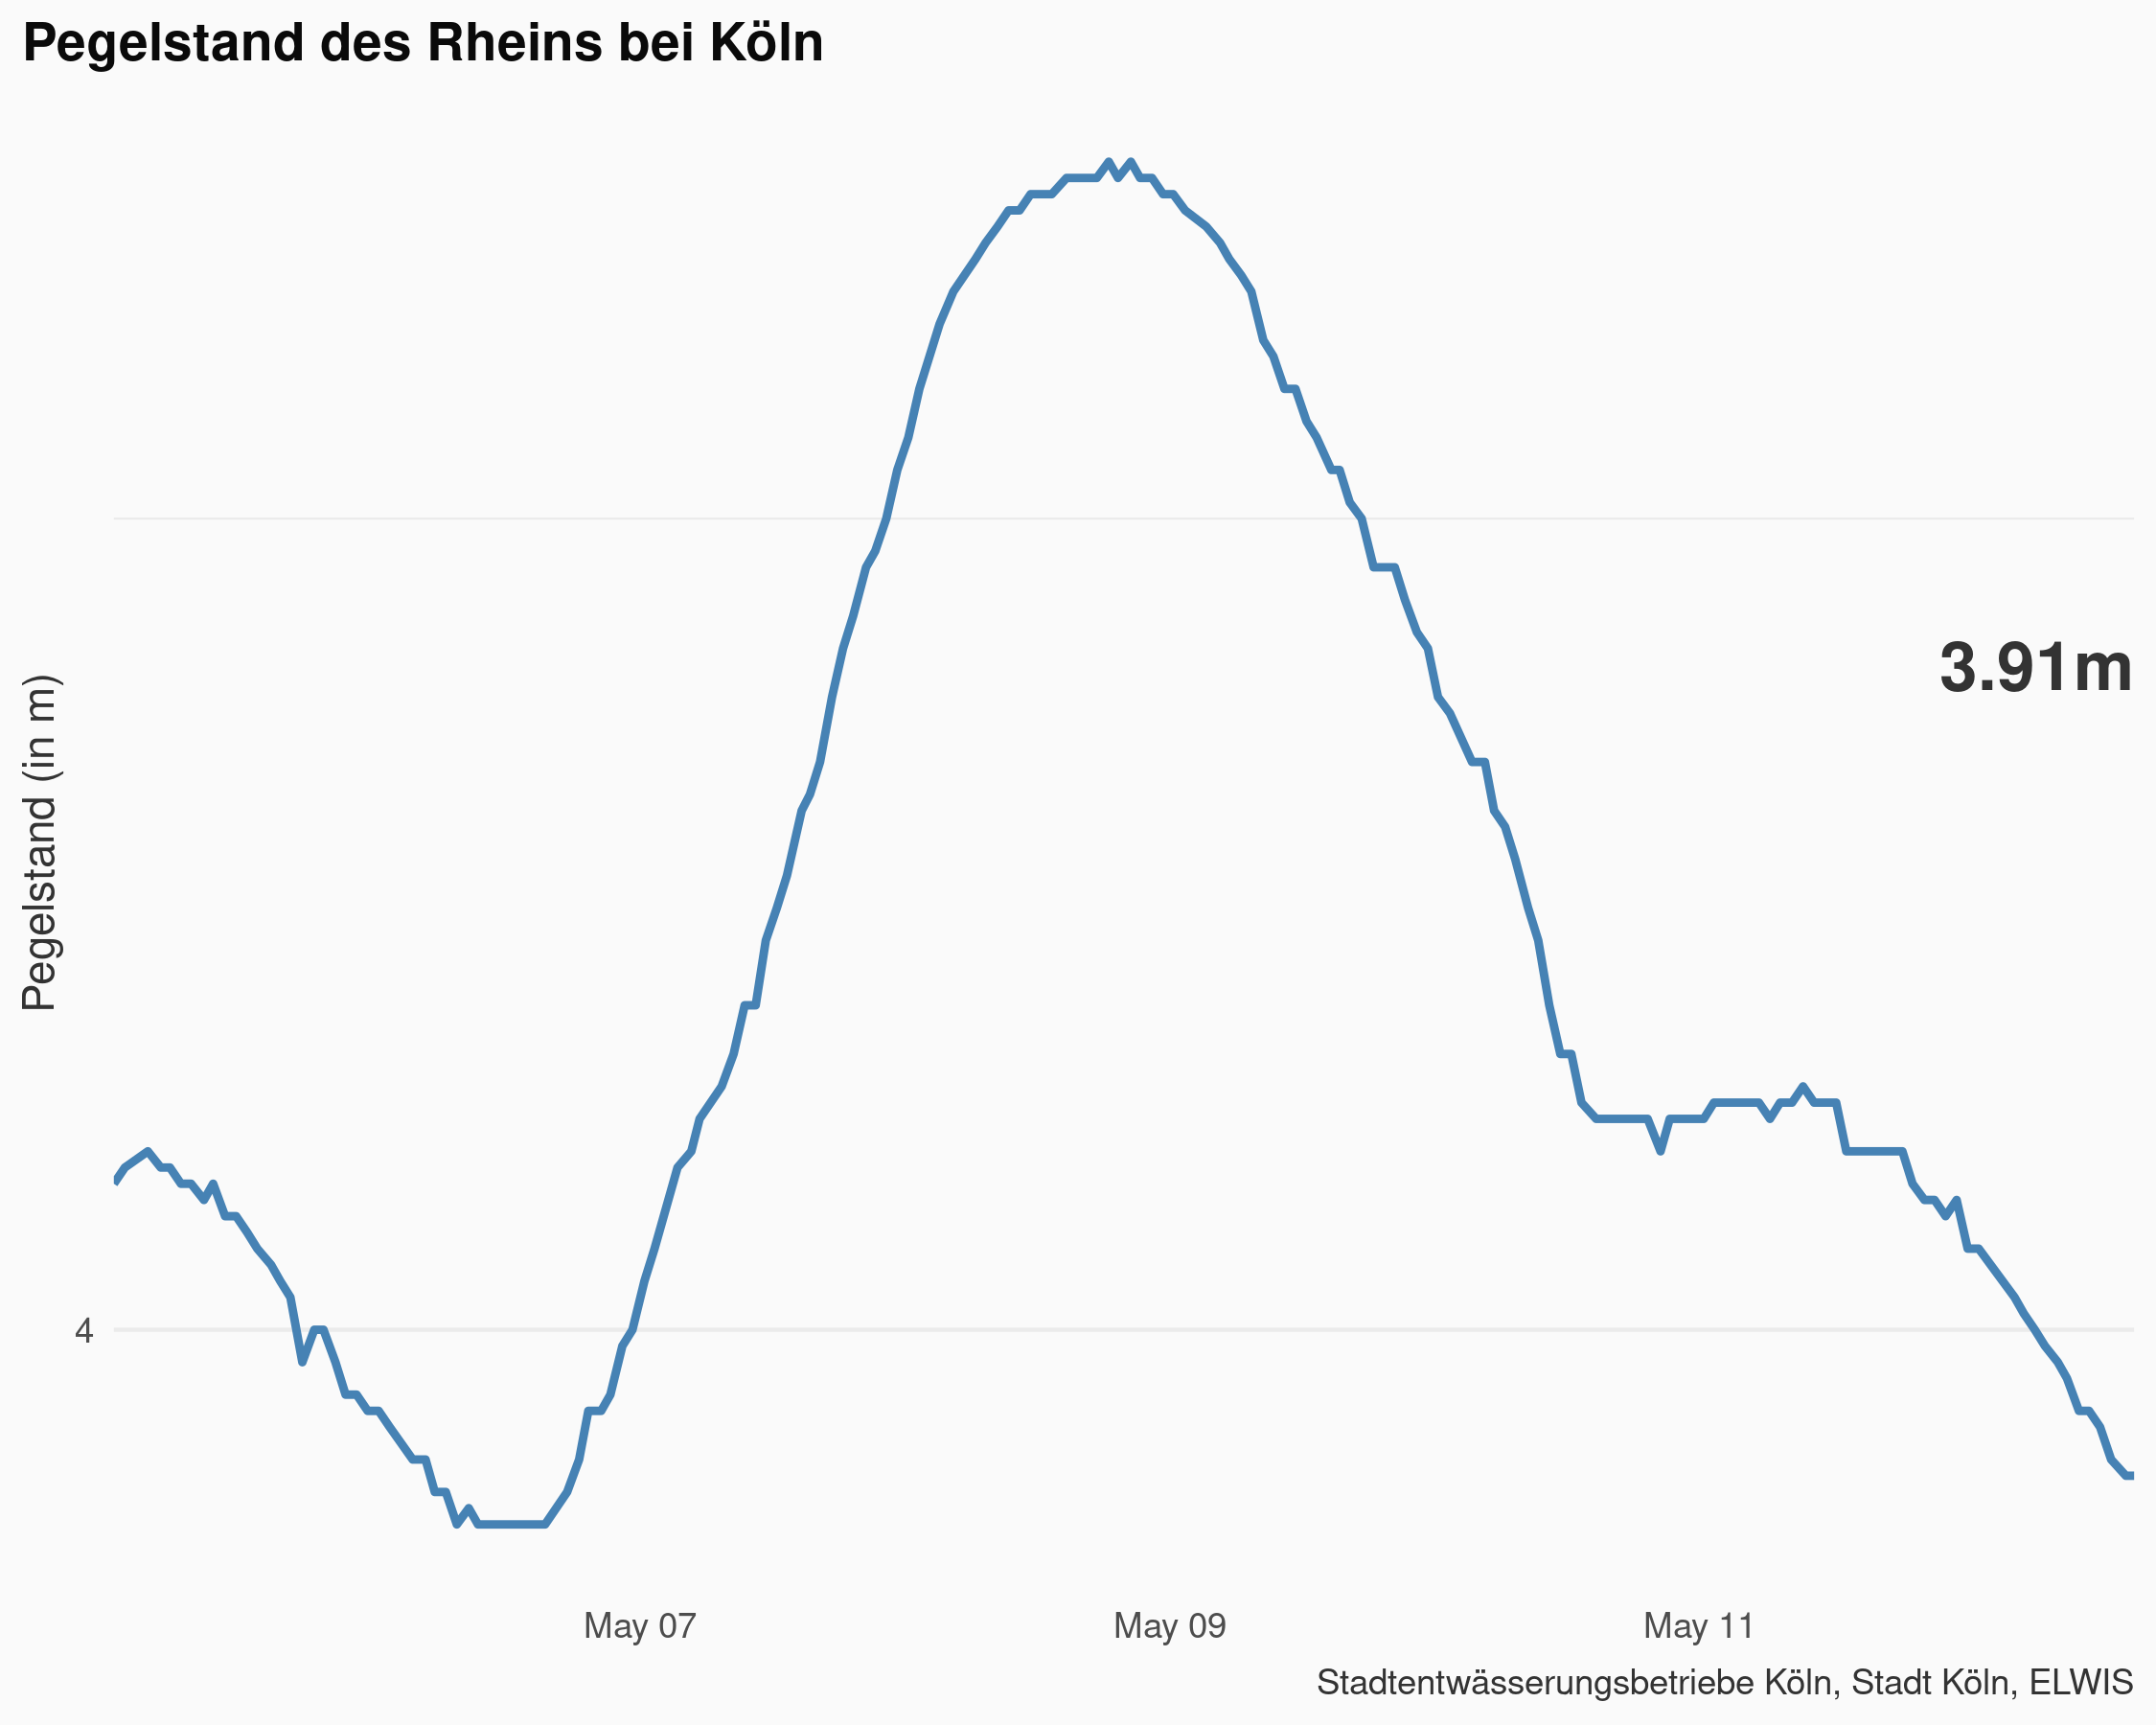 Pegelstand des Rheins bei Köln
3.91m
Pegelstand (in m)
4
May 07
May 09
May 11
Stadtentwässerungsbetriebe Köln, Stadt Köln, ELWIS